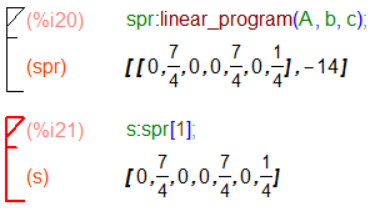 (%i20) spr:linear_program(A, b, c);
(spr) [[0,7/4,0,0,7/4,0,1/4],-14]
(%i21) s:spr[1];
(s) [0,7/4,0,0,7/4,0,1/4]